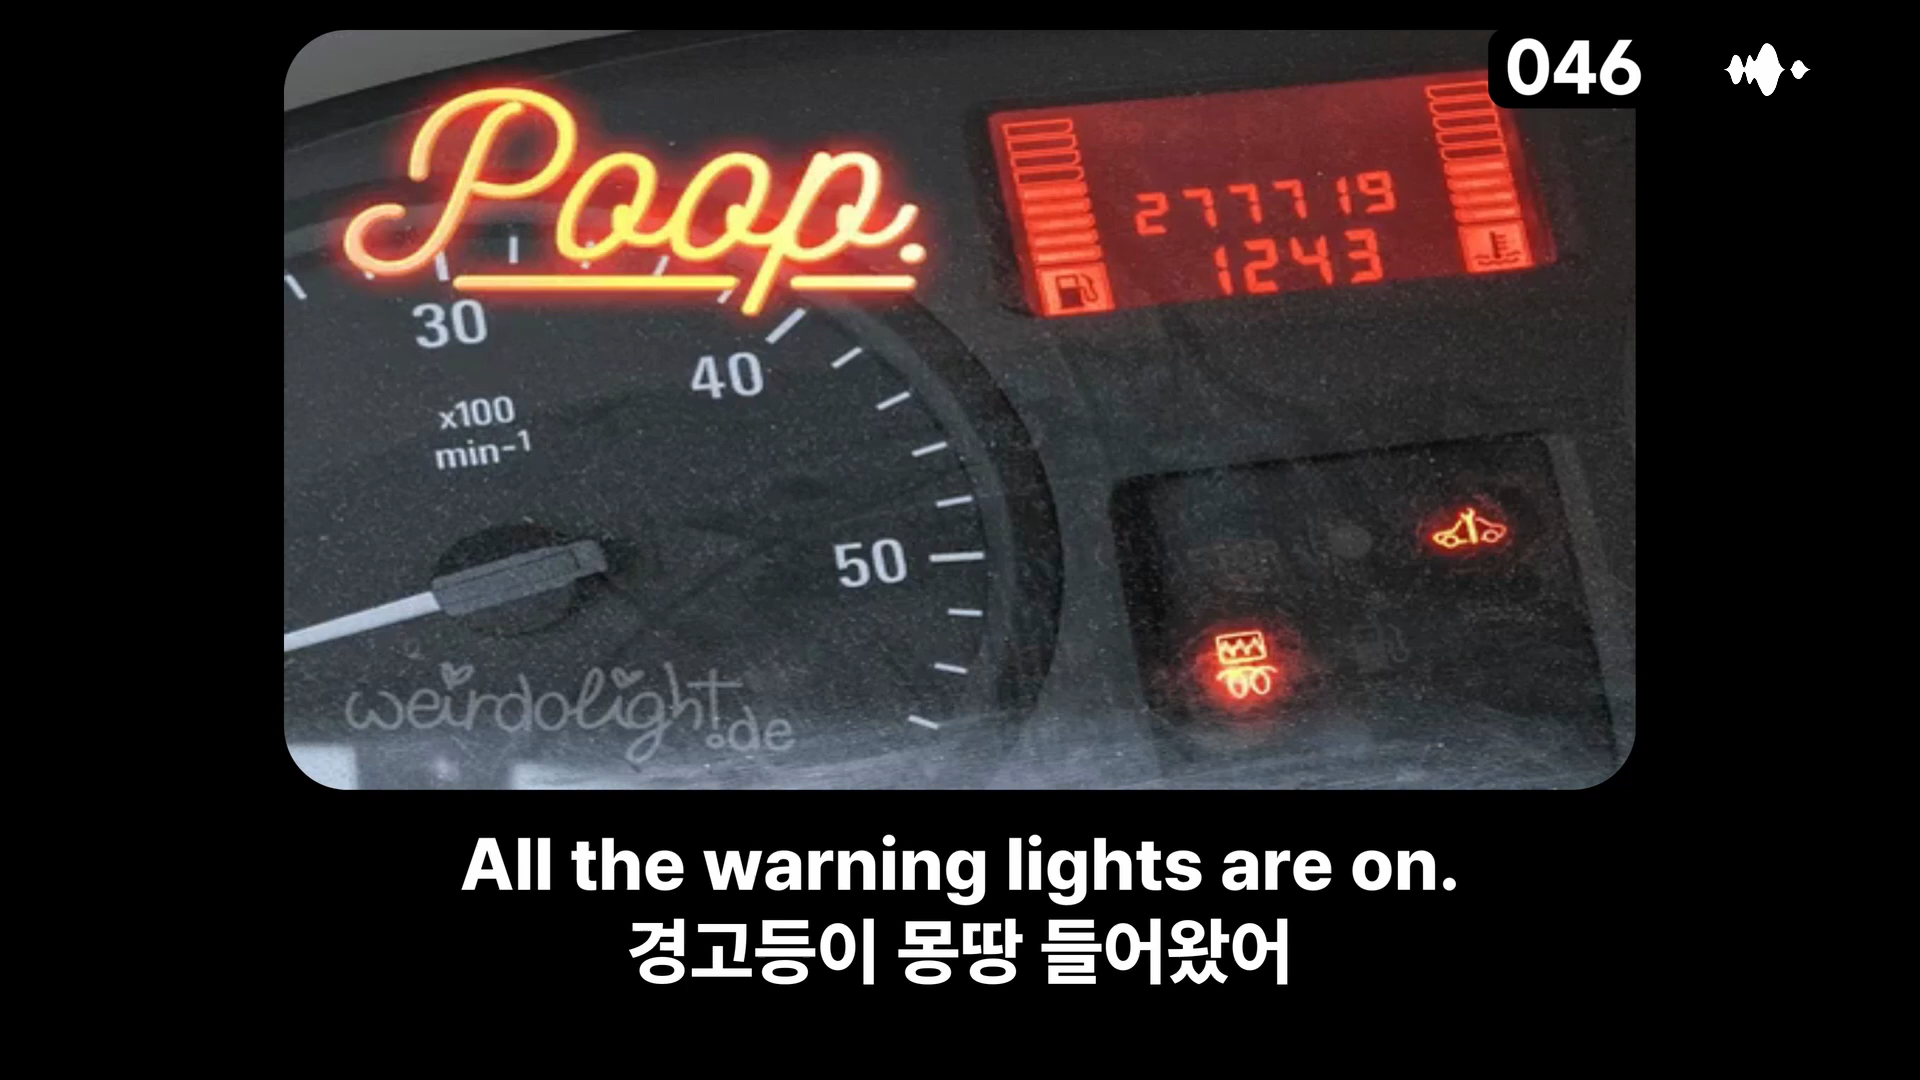 046
Poop.
277719
1243
30
40
x100
min-1
50
weirdolight.de
All the warning lights are on.
경고등이 몽땅 들어왔어